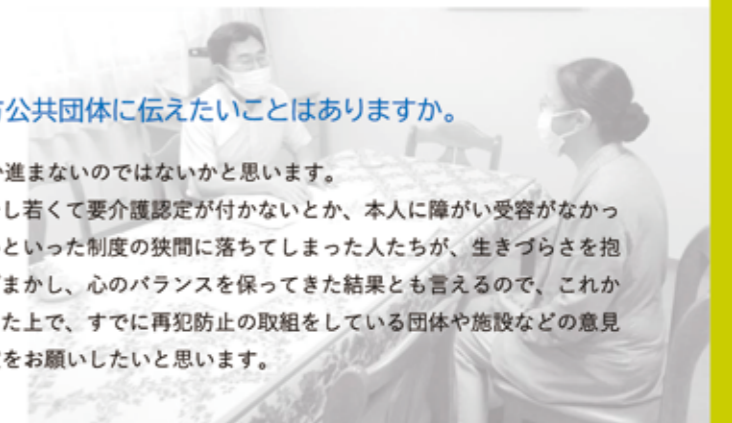 公共団体に伝えたいことはありますか。
進まないのではないかと思います。
し若くて要介護認定が付かないとか、本人に障がい受容がなかっ
といった制度の狭間に落ちてしまった人たちが、生きづらさを抱
まかし、心のバランスを保ってきた結果とも言えるので、これか
た上で、すでに再犯防止の取組をしている団体や施設などの意見
をお願いしたいと思います。